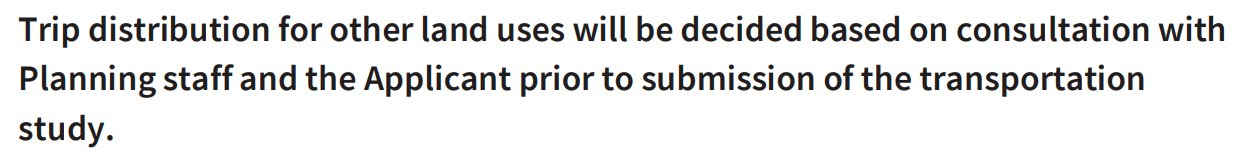 Trip distribution for other land uses will be decided based on consultation with
Planning staff and the Applicant prior to submission of the transportation
study.